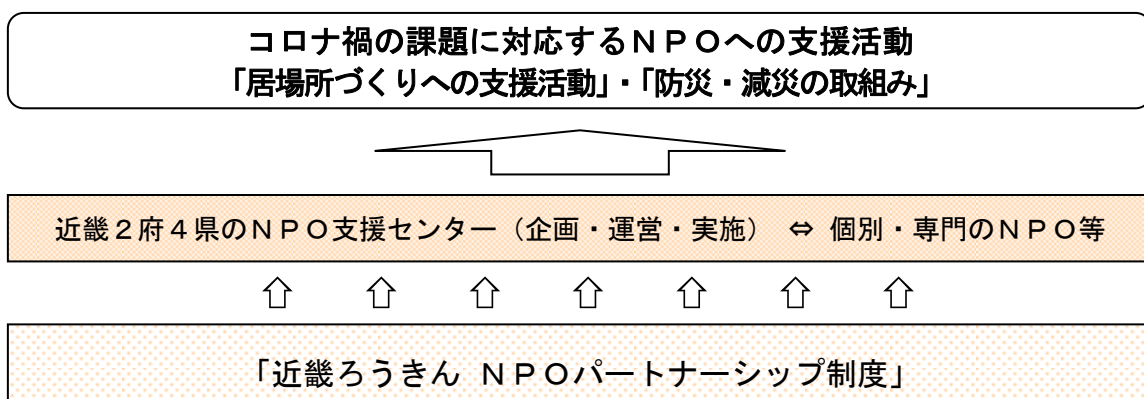 コロナ禍の課題に対応するＮＰＯへの支援活動
「居場所づくりへの支援活動」・「防災・減災の取組み」
近畿２府４県のＮＰＯ支援センター（企画・運営・実施） ⇔ 個別・専門のＮＰＯ等
「近畿ろうきん ＮＰＯパートナーシップ制度」